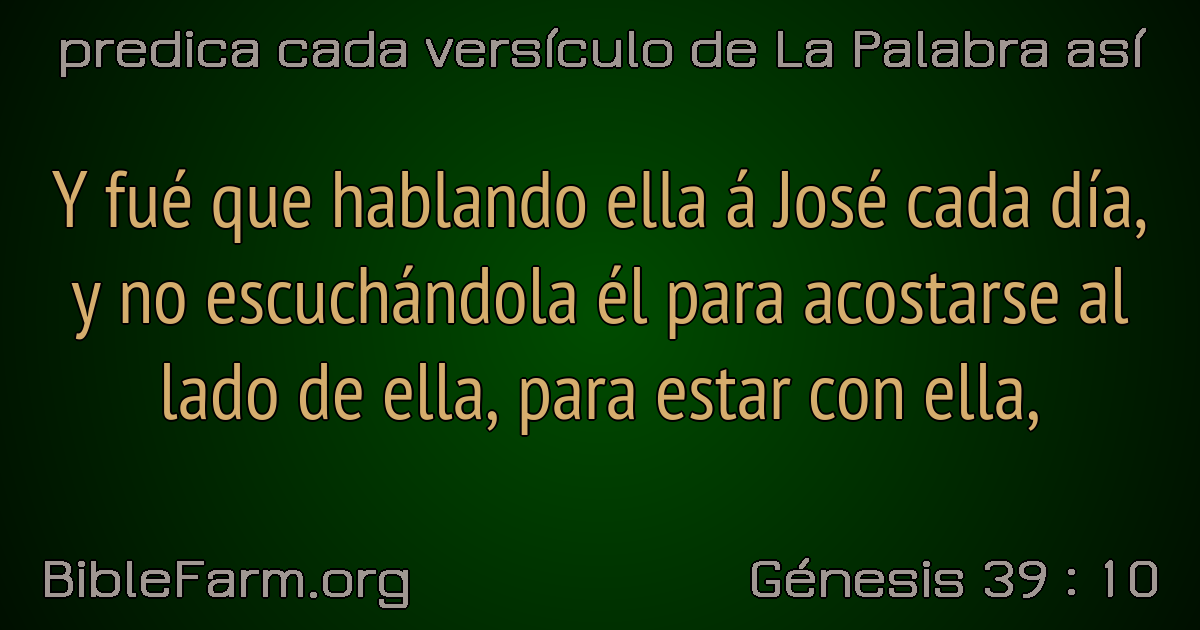 predica cada versículo de La Palabra así
Y fué que hablando ella á José cada día,
y no escuchándola él para acostarse al
lado de ella, para estar con ella,
BibleFarm.org
Génesis 39 : 10